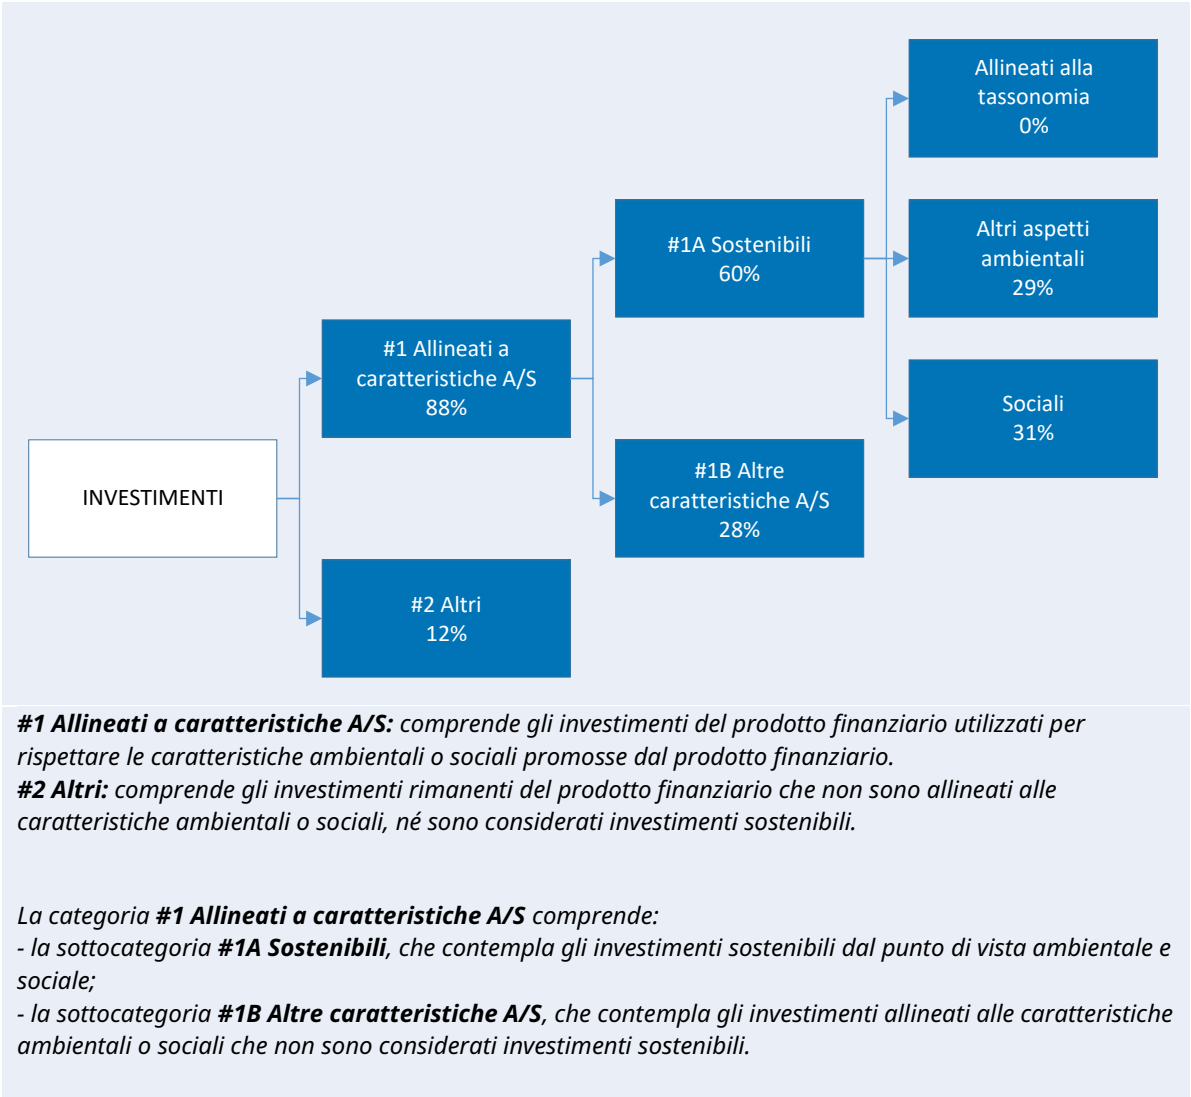 Allineati alla
tassonomia
0%
Altri aspetti
ambientali
29%
Sociali
31%
#1A Sostenibili
60%
#1B Altre
caratteristiche A/S
28%
#1 Allineati a
caratteristiche A/S
88%
INVESTIMENTI
#2 Altri
12%
#1 Allineati a caratteristiche A/S: comprende gli investimenti del prodotto finanziario utilizzati per
rispettare le caratteristiche ambientali o sociali promosse dal prodotto finanziario.
#2 Altri: comprende gli investimenti rimanenti del prodotto finanziario che non sono allineati alle
caratteristiche ambientali o sociali, né sono considerati investimenti sostenibili.
La categoria #1 Allineati a caratteristiche A/S comprende:
- la sottocategoria #1A Sostenibili, che contempla gli investimenti sostenibili dal punto di vista ambientale e
sociale;
- la sottocategoria #1B Altre caratteristiche A/S, che contempla gli investimenti allineati alle caratteristiche
ambientali o sociali che non sono considerati investimenti sostenibili.